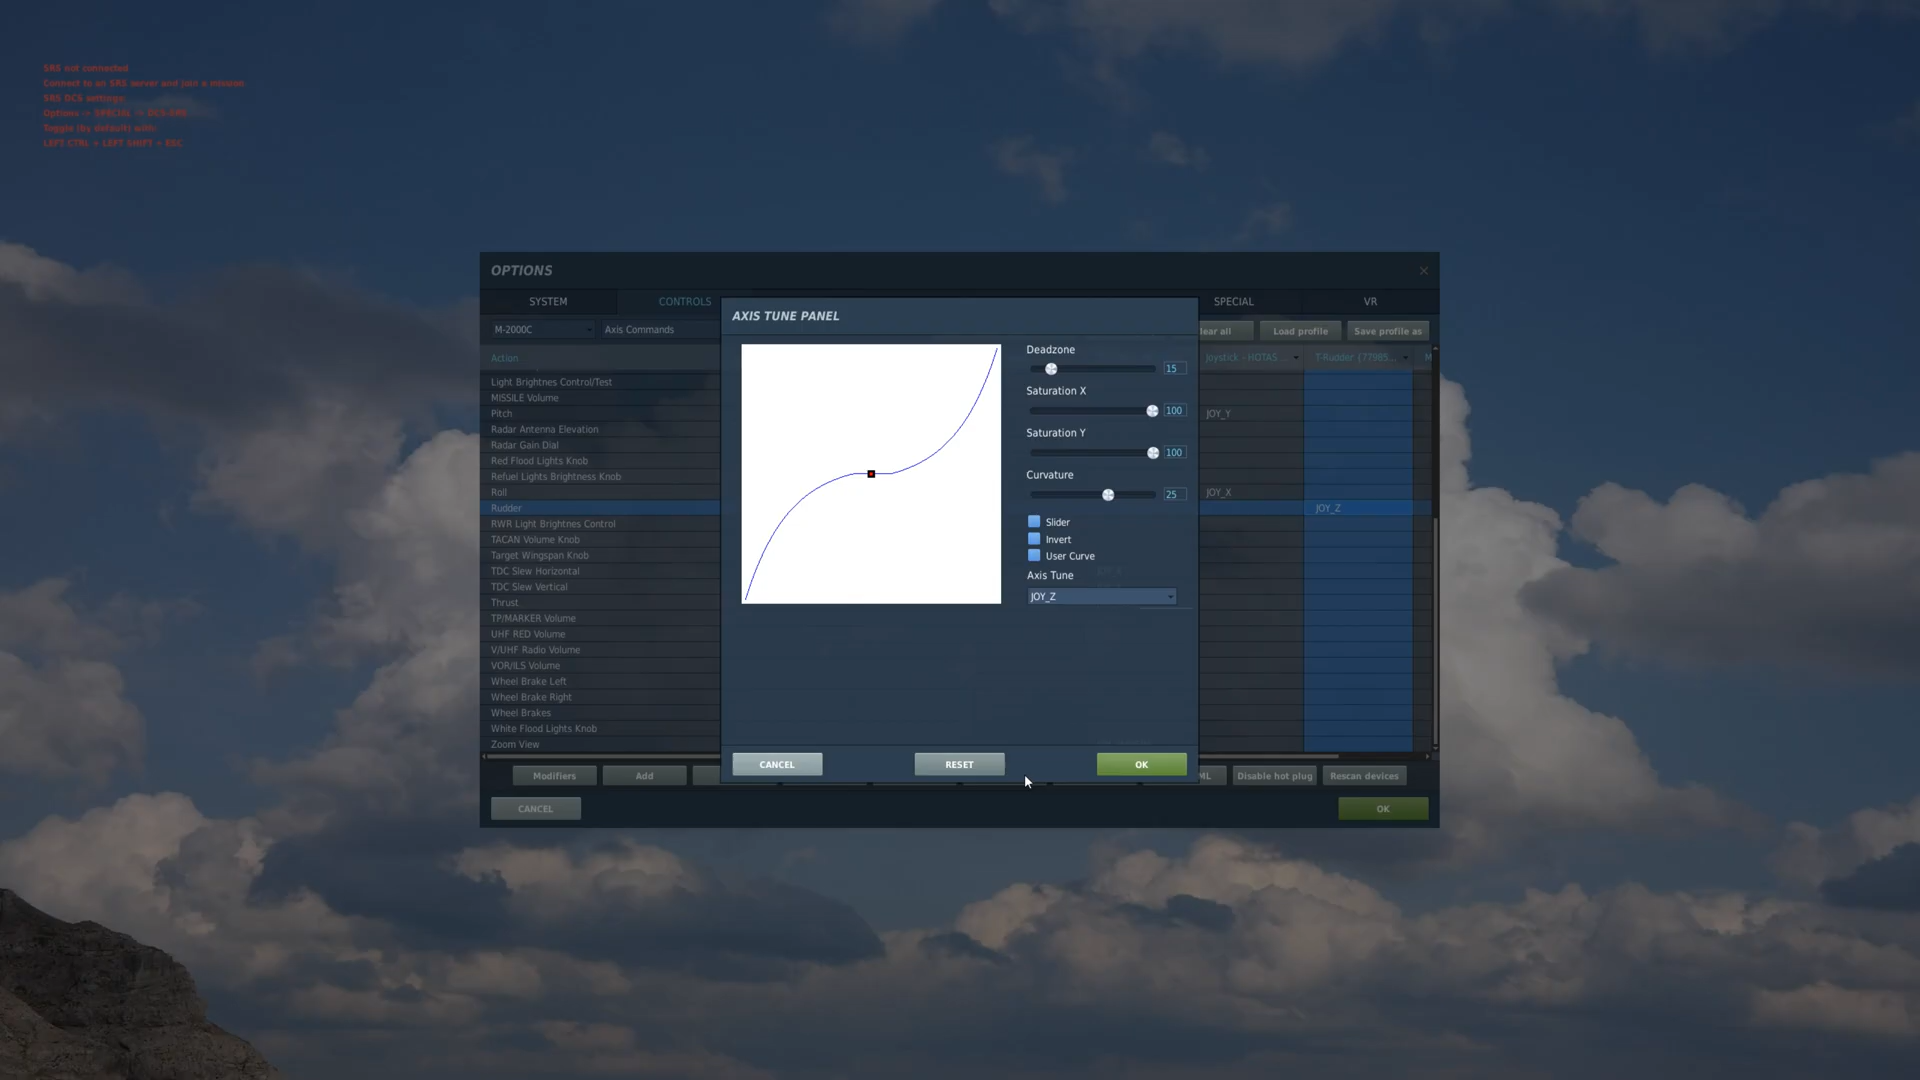 SRS not connected
Connect to an SRS server and join a mission
SRS DCS settings:
Options -> SPECIAL -> DCS-SRS
Toggle (by default) with:
LEFT CTRL + LEFT SHIFT + ESC
OPTIONS
SYSTEM
CONTROLS
SPECIAL
VR
M-2000C
Axis Commands
lear all
Load profile
Save profile as
Action
Joystick - HOTAS ...
T-Rudder {77985...
M
Light Brightnes Control/Test
MISSILE Volume
Pitch
JOY_Y
Radar Antenna Elevation
Radar Gain Dial
Red Flood Lights Knob
Refuel Lights Brightness Knob
Roll
JOY_X
Rudder
JOY_Z
RWR Light Brightnes Control
TACAN Volume Knob
Target Wingspan Knob
TDC Slew Horizontal
TDC Slew Vertical
Thrust
TP/MARKER Volume
UHF RED Volume
V/UHF Radio Volume
VOR/ILS Volume
Wheel Brake Left
Wheel Brake Right
Wheel Brakes
White Flood Lights Knob
Zoom View
AXIS TUNE PANEL
Deadzone
15
Saturation X
100
Saturation Y
100
Curvature
25
Slider
Invert
User Curve
Axis Tune
JOY_Z
CANCEL
RESET
OK
Modifiers
Add
ML
Disable hot plug
Rescan devices
CANCEL
OK